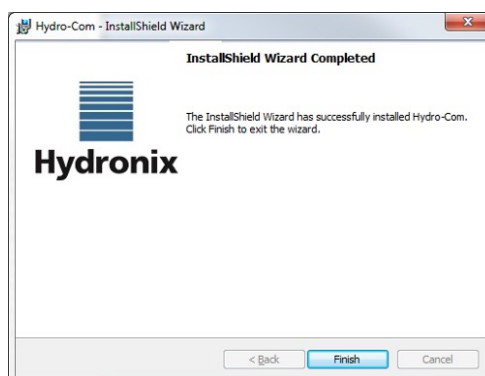 Hydro-Com - InstallShield Wizard
InstallShield Wizard Completed
The InstallShield Wizard has successfully installed Hydro-Com.
Click Finish to exit the wizard.
Hydronix
< Back
Finish
Cancel